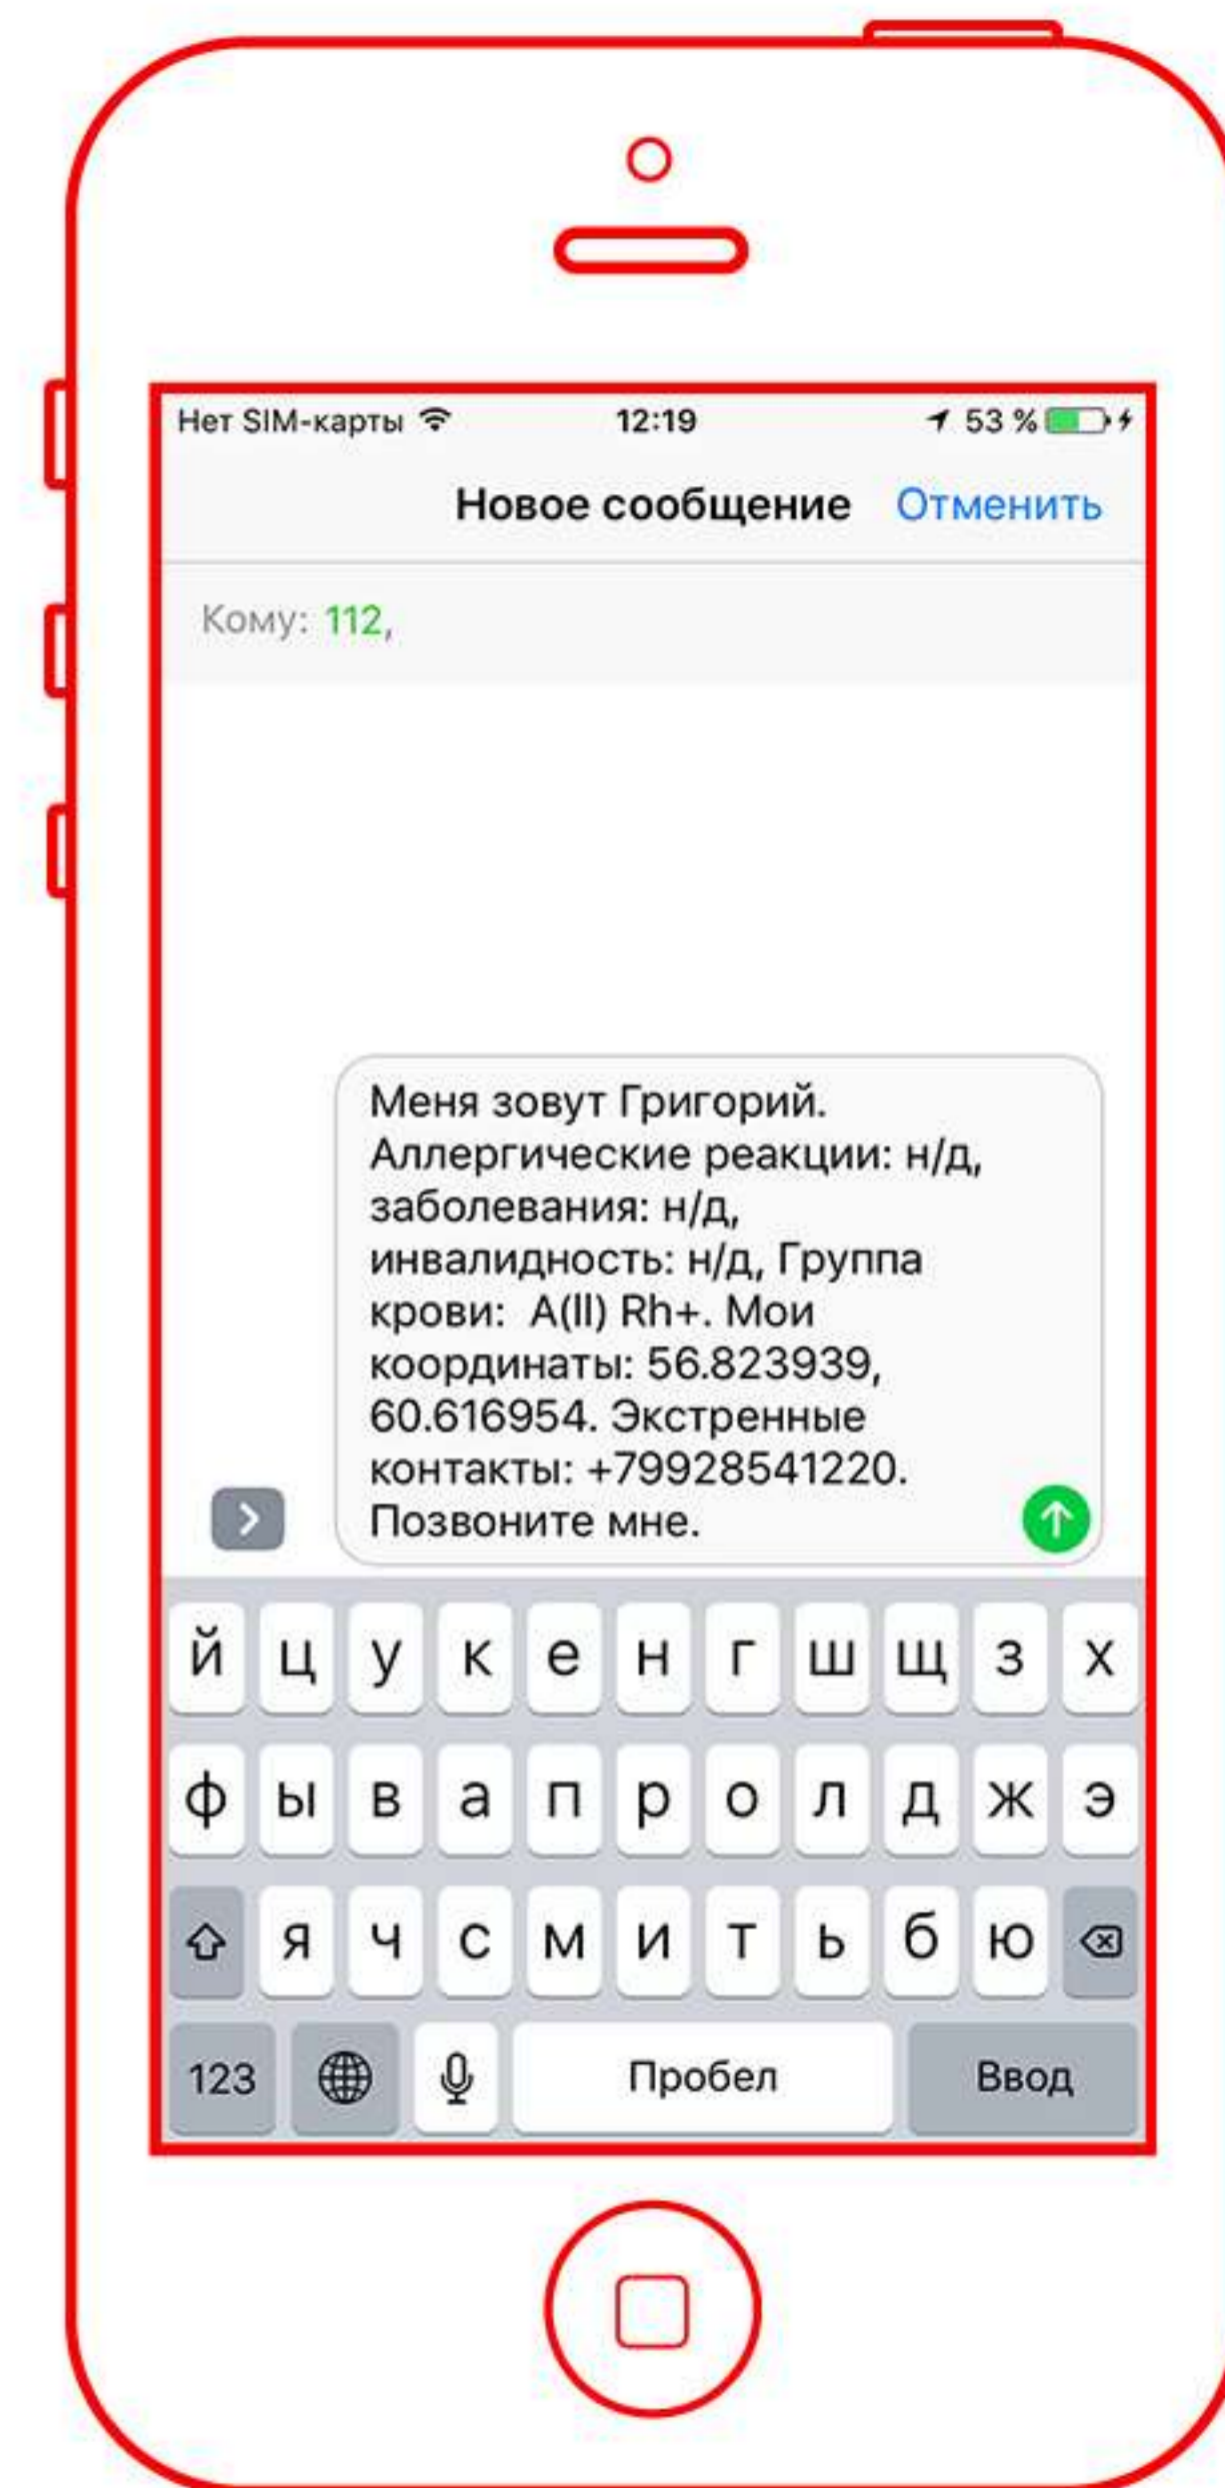 Нет SIM-карты 12:19 53 %
Новое сообщение Отменить
Кому: 112,
Меня зовут Григорий.
Аллергические реакции: н/д,
заболевания: н/д,
инвалидность: н/д, Группа
крови:  A(II) Rh+. Мои
координаты: 56.823939,
60.616954. Экстренные
контакты: +79928541220.
Позвоните мне.
й ц у к е н г ш щ з х
ф ы в а п р о л д ж э
я ч с м и т ь б ю
123 Пробел Ввод